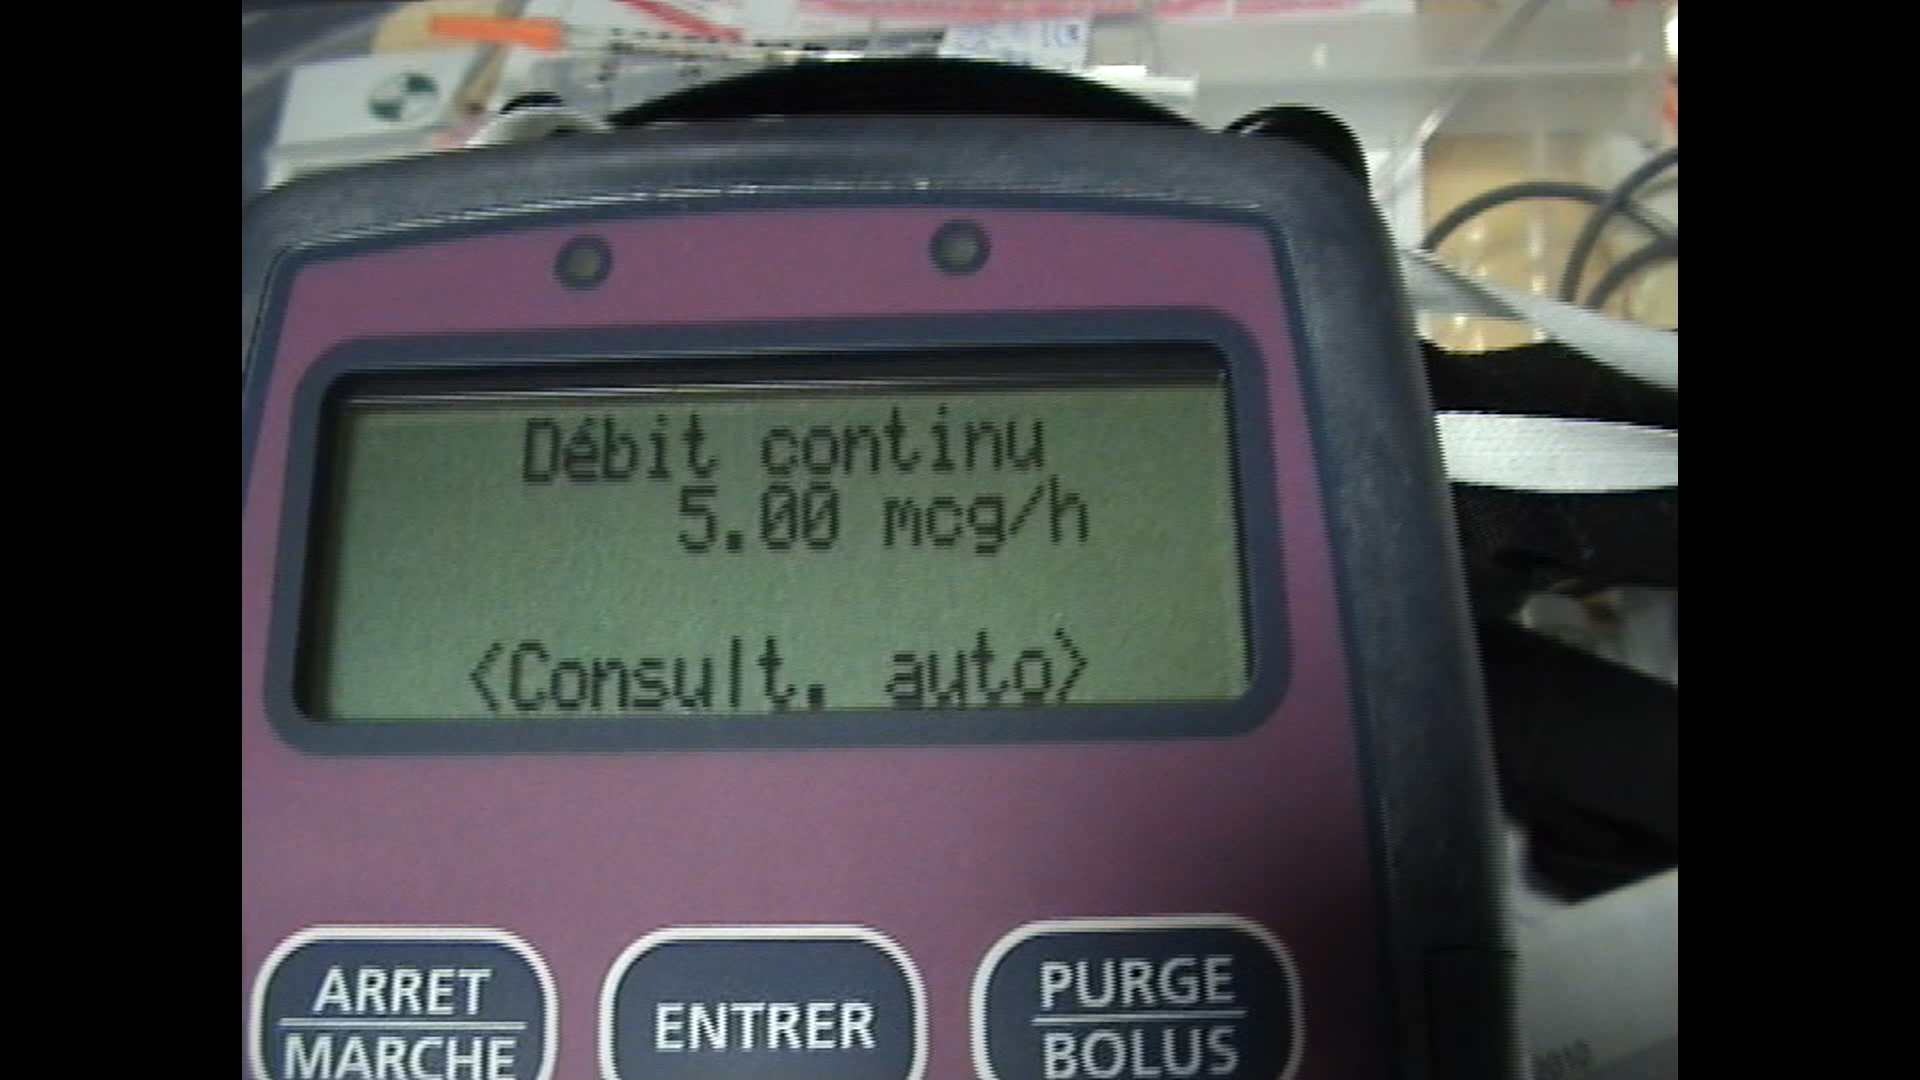 Débit continu
5.00 mcg/h
<Consult. auto>
ARRET
MARCHE
ENTRER
PURGE
BOLUS